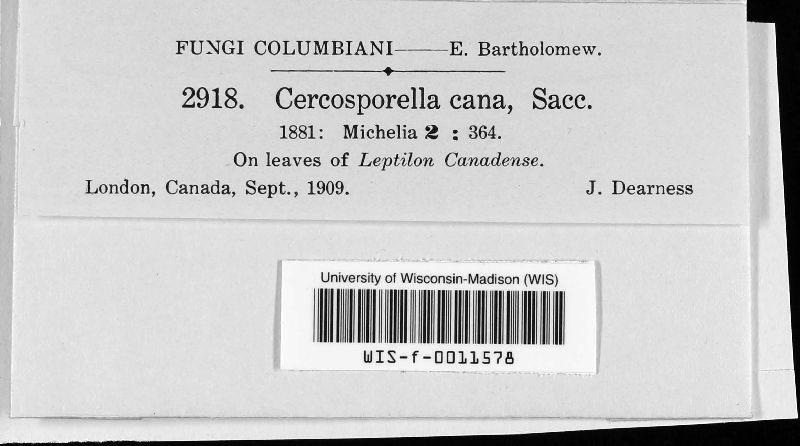 FUNGI COLUMBIANI——E. Bartholomew.
2918. Cercosporella cana, Sacc.
1881: Michelia 2 : 364.
On leaves of Leptilon Canadense.
London, Canada, Sept., 1909. J. Dearness
University of Wisconsin-Madison (WIS)
WIS-f-0011578